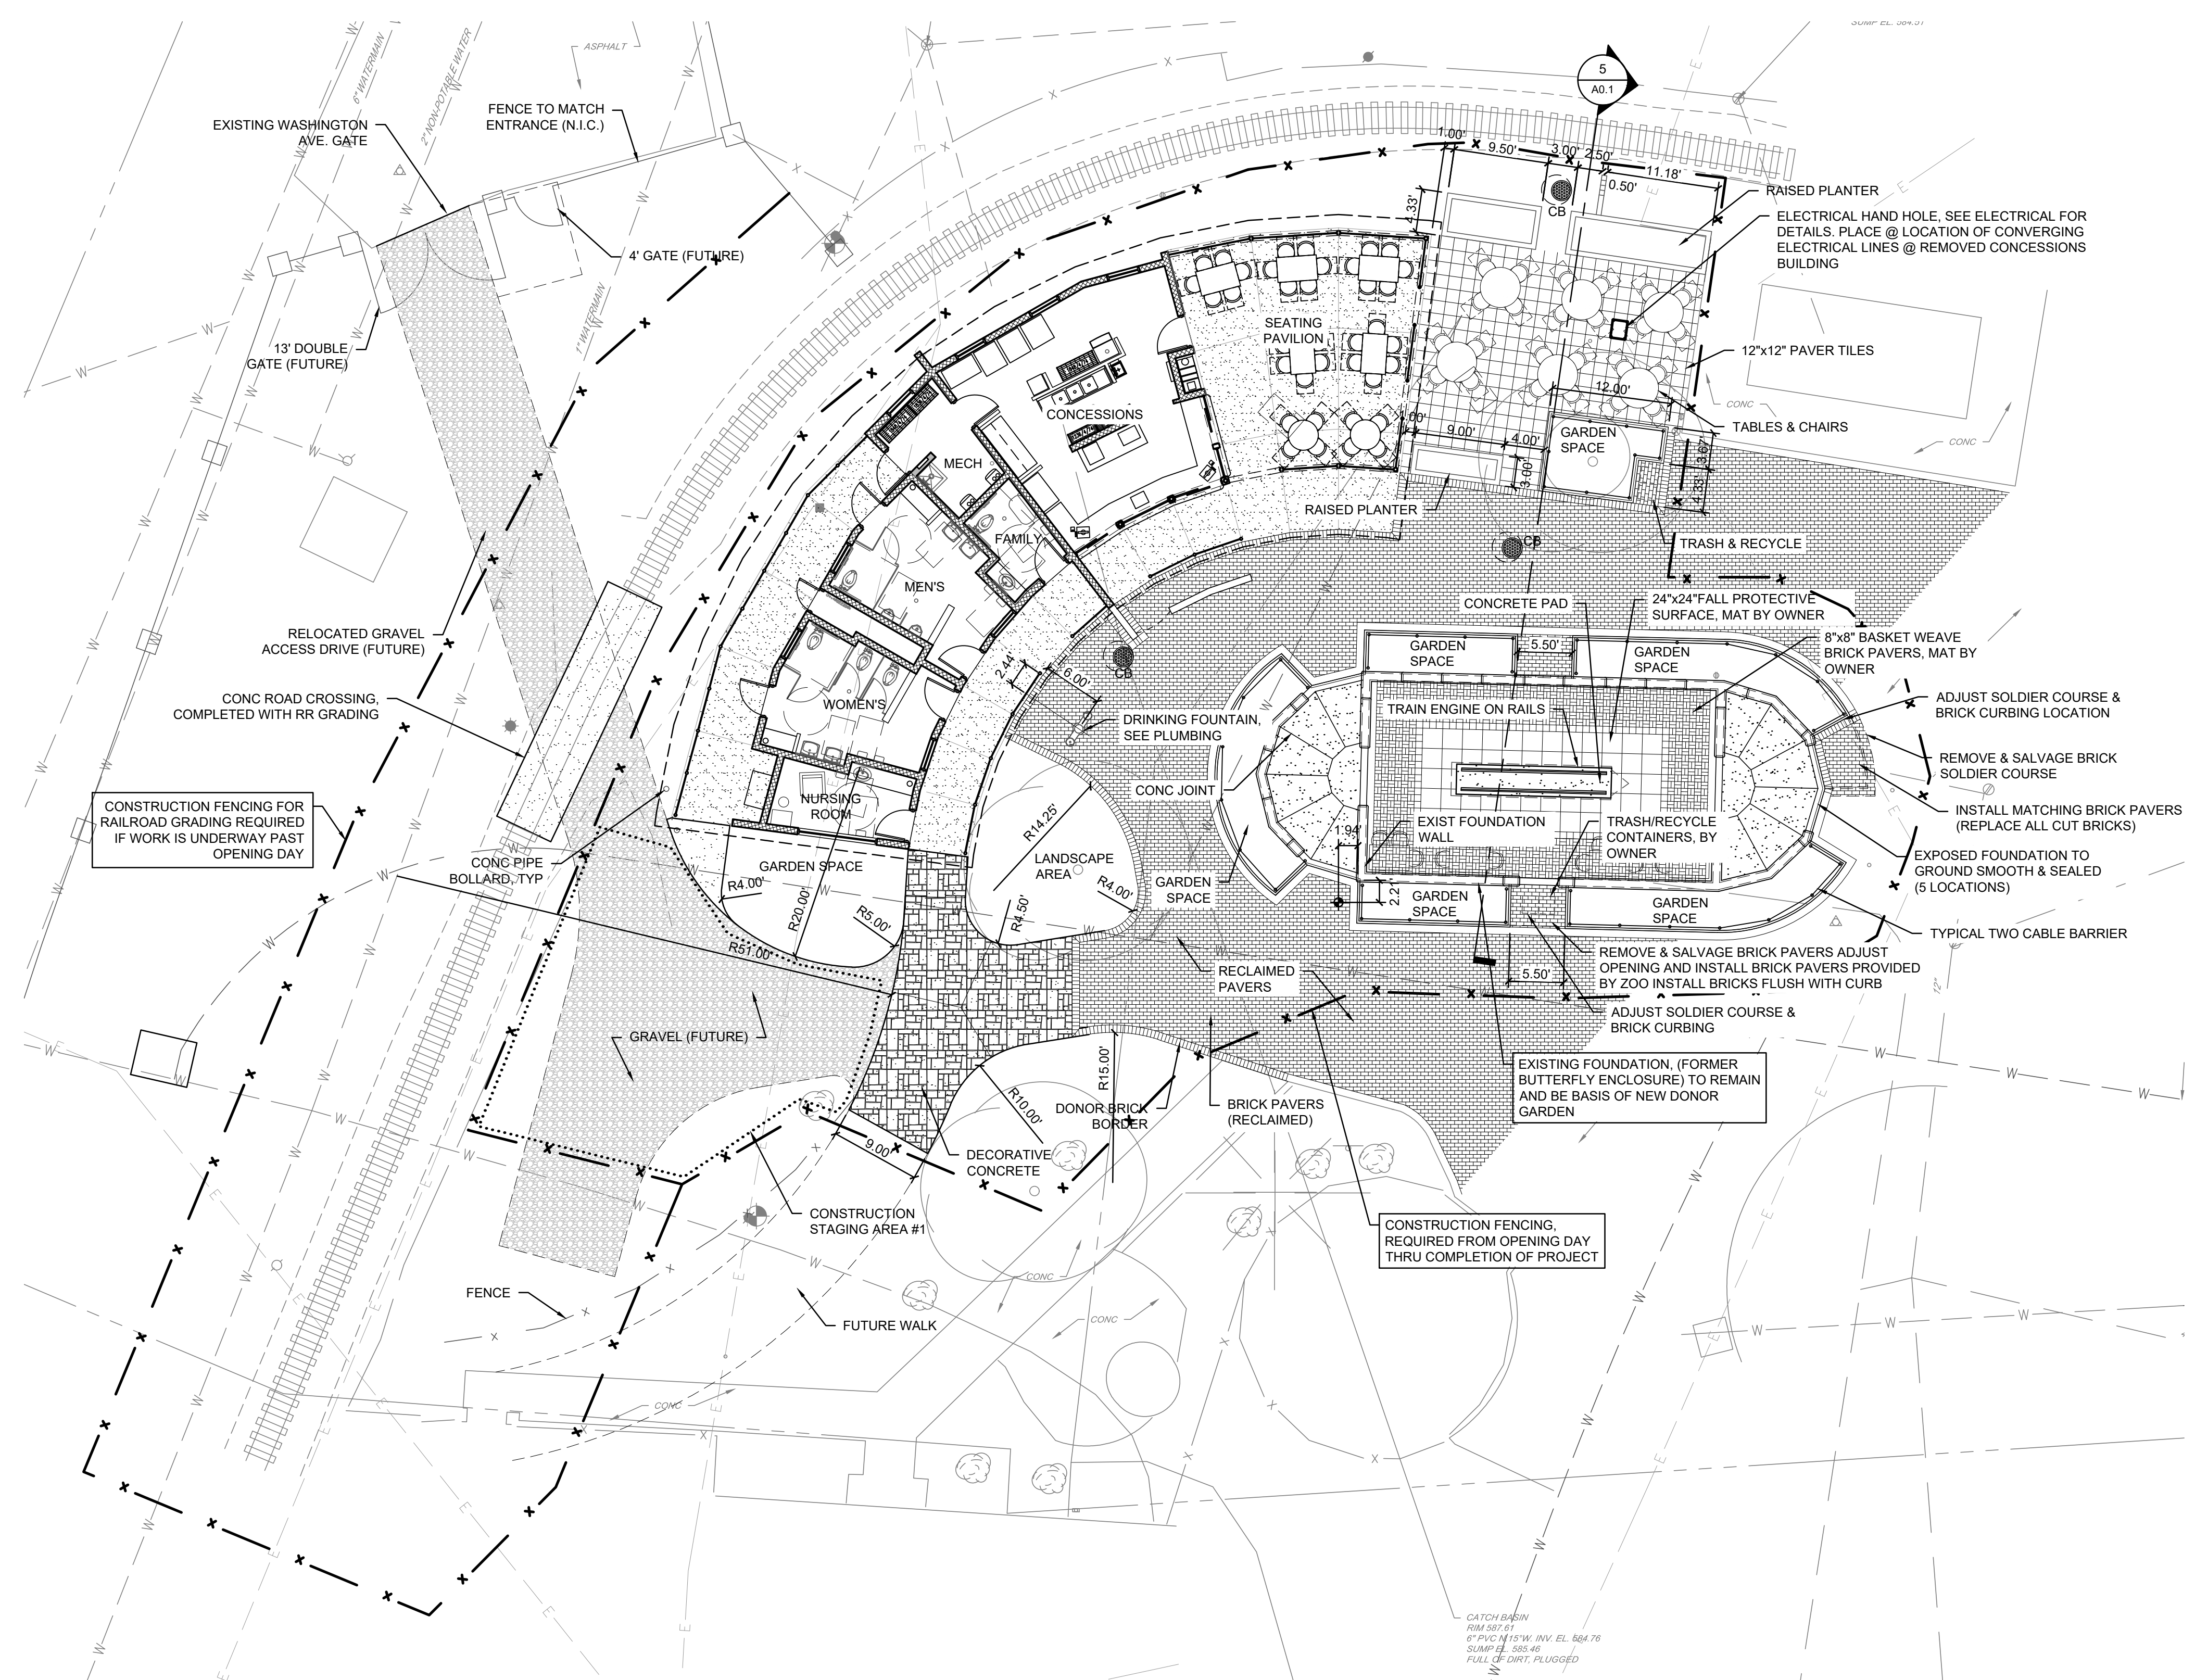 SUMP EL. 584.51
ASPHALT
6" WATERMAIN
2" NON-POTABLE WATER
5
A0.1
FENCE TO MATCH
ENTRANCE (N.I.C.)
EXISTING WASHINGTON
AVE. GATE
1.00'
9.50'
3.00'
2.50'
11.18'
0.50'
4.33'
CB
RAISED PLANTER
ELECTRICAL HAND HOLE, SEE ELECTRICAL FOR
DETAILS. PLACE @ LOCATION OF CONVERGING
ELECTRICAL LINES @ REMOVED CONCESSIONS
BUILDING
4' GATE (FUTURE)
1" WATERMAIN
13' DOUBLE
GATE (FUTURE)
SEATING
PAVILION
12"x12" PAVER TILES
12.00'
CONC
CONCESSIONS
TABLES & CHAIRS
CONC
9.00'
4.00'
3.00'
GARDEN
SPACE
3.67'
4.33'
MECH
RAISED PLANTER
FAMILY
CB
TRASH & RECYCLE
MEN'S
CONCRETE PAD
24"x24"FALL PROTECTIVE
SURFACE, MAT BY OWNER
RELOCATED GRAVEL
ACCESS DRIVE (FUTURE)
8"x8" BASKET WEAVE
BRICK PAVERS, MAT BY
OWNER
GARDEN
SPACE
5.50'
GARDEN
SPACE
2.44'
6.00'
CB
CONC ROAD CROSSING,
COMPLETED WITH RR GRADING
WOMEN'S
DRINKING FOUNTAIN,
SEE PLUMBING
TRAIN ENGINE ON RAILS
ADJUST SOLDIER COURSE &
BRICK CURBING LOCATION
REMOVE & SALVAGE BRICK
SOLDIER COURSE
CONC JOINT
NURSING
ROOM
CONSTRUCTION FENCING FOR
RAILROAD GRADING REQUIRED
IF WORK IS UNDERWAY PAST
OPENING DAY
R14.25'
INSTALL MATCHING BRICK PAVERS
(REPLACE ALL CUT BRICKS)
EXIST FOUNDATION
WALL
1.94'
TRASH/RECYCLE
CONTAINERS, BY
OWNER
CONC PIPE
BOLLARD, TYP
GARDEN SPACE
LANDSCAPE
AREA
EXPOSED FOUNDATION TO
GROUND SMOOTH & SEALED
(5 LOCATIONS)
R4.00'
R4.00'
GARDEN
SPACE
2.21'
GARDEN
SPACE
GARDEN
SPACE
R20.00'
R5.00'
R4.50'
TYPICAL TWO CABLE BARRIER
R51.00'
RECLAIMED
PAVERS
5.50'
REMOVE & SALVAGE BRICK PAVERS ADJUST
OPENING AND INSTALL BRICK PAVERS PROVIDED
BY ZOO INSTALL BRICKS FLUSH WITH CURB
12"
ADJUST SOLDIER COURSE &
BRICK CURBING
GRAVEL (FUTURE)
R15.00'
R10.00'
EXISTING FOUNDATION, (FORMER
BUTTERFLY ENCLOSURE) TO REMAIN
AND BE BASIS OF NEW DONOR
GARDEN
DONOR BRICK
BORDER
BRICK PAVERS
(RECLAIMED)
9.00'
DECORATIVE
CONCRETE
CONSTRUCTION
STAGING AREA #1
CONSTRUCTION FENCING,
REQUIRED FROM OPENING DAY
THRU COMPLETION OF PROJECT
CONC
FENCE
FUTURE WALK
CONC
CONC
CATCH BASIN
RIM 587.61
6" PVC N.15°W. INV. EL. 584.76
SUMP EL. 585.46
FULL OF DIRT, PLUGGED